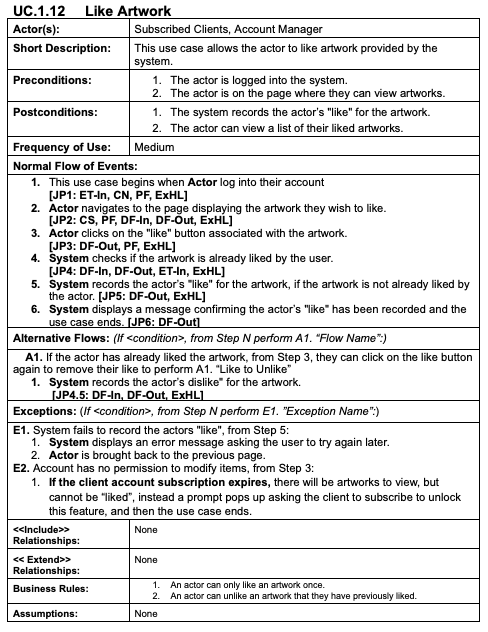 UC.1.12 Like Artwork
Actor(s): Subscribed Clients, Account Manager
Short Description: This use case allows the actor to like artwork provided by the
system.
Preconditions: 1. The actor is logged into the system.
2. The actor is on the page where they can view artworks.
Postconditions: 1. The system records the actor's "like" for the artwork.
2. The actor can view a list of their liked artworks.
Frequency of Use: Medium
Normal Flow of Events:
1. This use case begins when Actor log into their account
[JP1: ET-In, CN, PF, ExHL]
2. Actor navigates to the page displaying the artwork they wish to like.
[JP2: CS, PF, DF-In, DF-Out, ExHL]
3. Actor clicks on the "like" button associated with the artwork.
[JP3: DF-Out, PF, ExHL]
4. System checks if the artwork is already liked by the user.
[JP4: DF-In, DF-Out, ET-In, ExHL]
5. System records the actor's "like" for the artwork, if the artwork is not already liked by
the actor. [JP5: DF-Out, ExHL]
6. System displays a message confirming the actor's "like" has been recorded and the
use case ends. [JP6: DF-Out]
Alternative Flows: (If <condition>, from Step N perform A1. "Flow Name":)
A1. If the actor has already liked the artwork, from Step 3, they can click on the like button
again to remove their like to perform A1. "Like to Unlike"
1. System records the actor's dislike" for the artwork.
[JP4.5: DF-In, DF-Out, ExHL]
Exceptions: (If <condition>, from Step N perform E1. "Exception Name":)
E1. System fails to record the actors "like", from Step 5:
1. System displays an error message asking the user to try again later.
2. Actor is brought back to the previous page.
E2. Account has no permission to modify items, from Step 3:
1. If the client account subscription expires, there will be artworks to view, but
cannot be "liked", instead a prompt pops up asking the client to subscribe to unlock
this feature, and then the use case ends.
<<Include>> None
Relationships:
<< Extend>> None
Relationships:
Business Rules: 1. An actor can only like an artwork once.
2. An actor can unlike an artwork that they have previously liked.
Assumptions: None